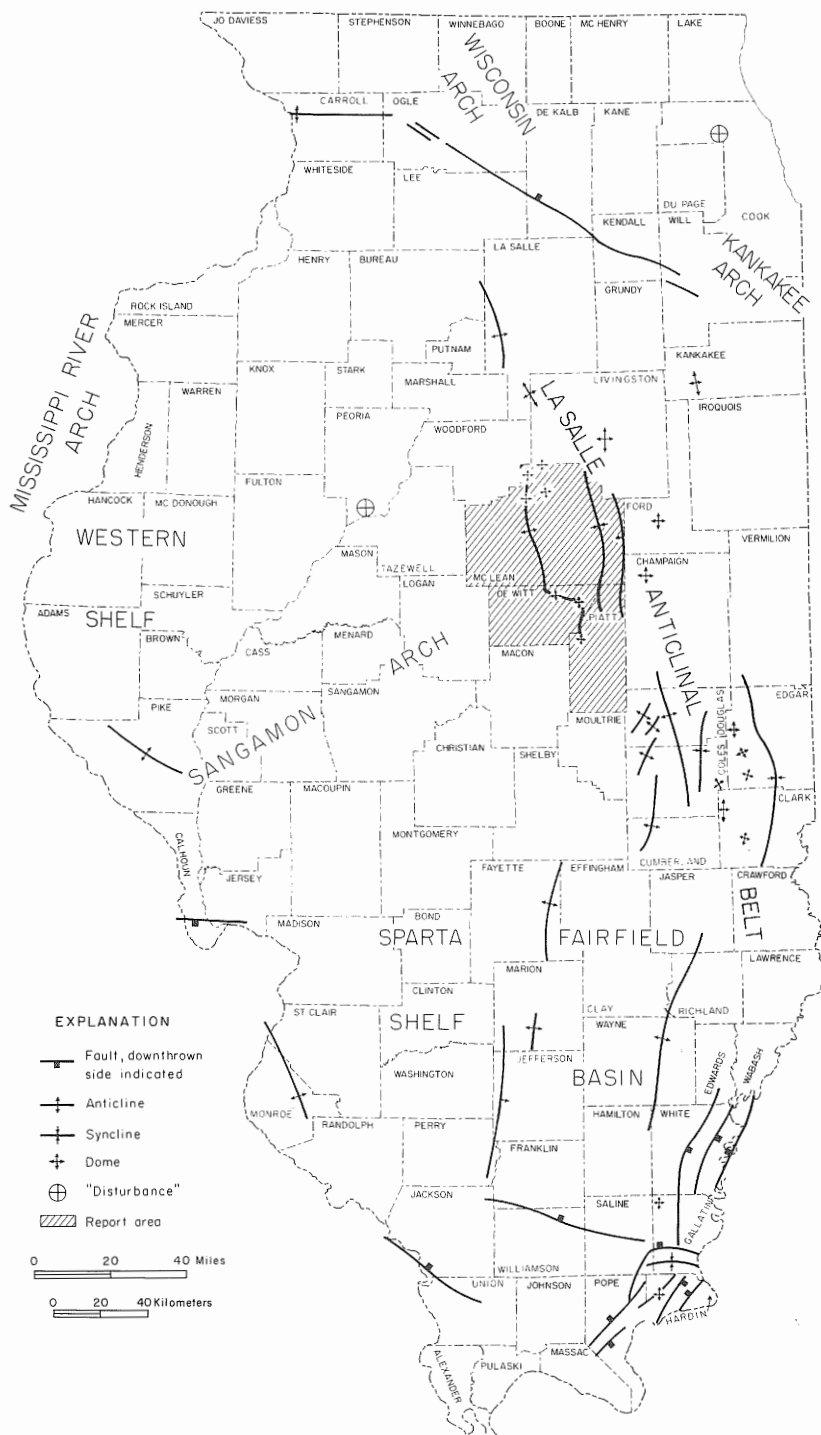 JO DAVIESS
STEPHENSON
WINNEBAGO
BOONE
MC HENRY
LAKE
WISCONSIN
ARCH
CARROLL
OGLE
DE KALB
KANE
WHITESIDE
LEE
DU PAGE
COOK
KENDALL
WILL
LA SALLE
HENRY
BUREAU
KANKAKEE
ARCH
GRUNDY
ROCK ISLAND
MERCER
PUTNAM
KANKAKEE
KNOX
STARK
MARSHALL
LIVINGSTON
MISSISSIPPI RIVER
ARCH
WARREN
PEORIA
IROQUOIS
LA SALLE
WOODFORD
HENDERSON
FULTON
HANCOCK
MC DONOUGH
FORD
WESTERN
MASON
TAZEWELL
VERMILION
LOGAN
MC LEAN
CHAMPAIGN
DE WITT
SCHUYLER
ADAMS
SHELF
PIATT
ANTICLINAL
BROWN
CASS
MENARD
ARCH
MACON
MORGAN
SANGAMON
EDGAR
PIKE
SCOTT
SANGAMON
MOULTRIE
DOUGLAS
COLES
CHRISTIAN
SHELBY
GREENE
MACOUPIN
CLARK
CALHOUN
MONTGOMERY
CUMBERLAND
JERSEY
FAYETTE
EFFINGHAM
JASPER
CRAWFORD
BELT
BOND
MADISON
SPARTA
FAIRFIELD
LAWRENCE
MARION
CLINTON
CLAY
RICHLAND
ST CLAIR
SHELF
WAYNE
EXPLANATION
Fault, downthrown
side indicated
Anticline
Syncline
Dome
"Disturbance"
Report area
0 20 40 Miles
0 20 40 Kilometers
JEFFERSON
WASHINGTON
BASIN
EDWARDS
WABASH
MONROE
RANDOLPH
PERRY
HAMILTON
WHITE
FRANKLIN
JACKSON
SALINE
GALLATIN
WILLIAMSON
UNION
JOHNSON
POPE
HARDIN
MASSAC
ALEXANDER
PULASKI